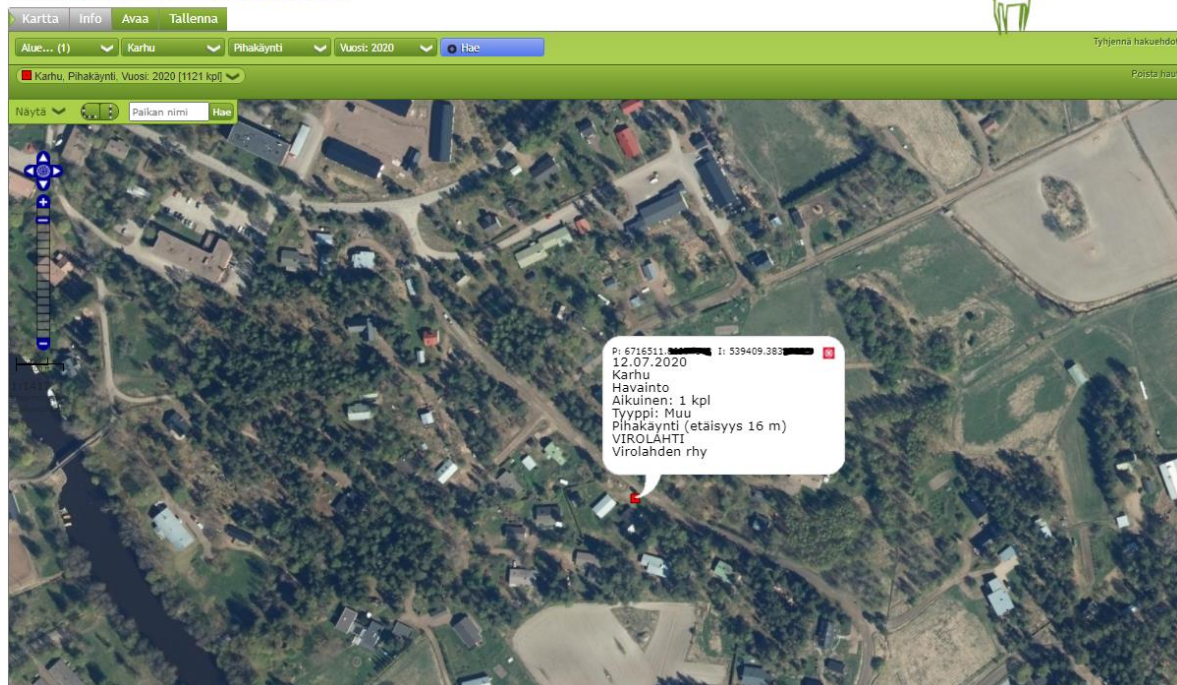 Kartta Info Avaa Tallenna
Alue... (1) Karhu Pihakäynti Vuosi: 2020 Hae
Tyhjennä hakuehdot
Karhu, Pihakäynti, Vuosi: 2020 [1121 kpl]
Poista hau
Näytä Paikan nimi Hae
P: 6716511. I: 539409.383
12.07.2020
Karhu
Havainto
Aikuinen: 1 kpl
Tyyppi: Muu
Pihakäynti (etäisyys 16 m)
VIROLAHTI
Virolahden rhy